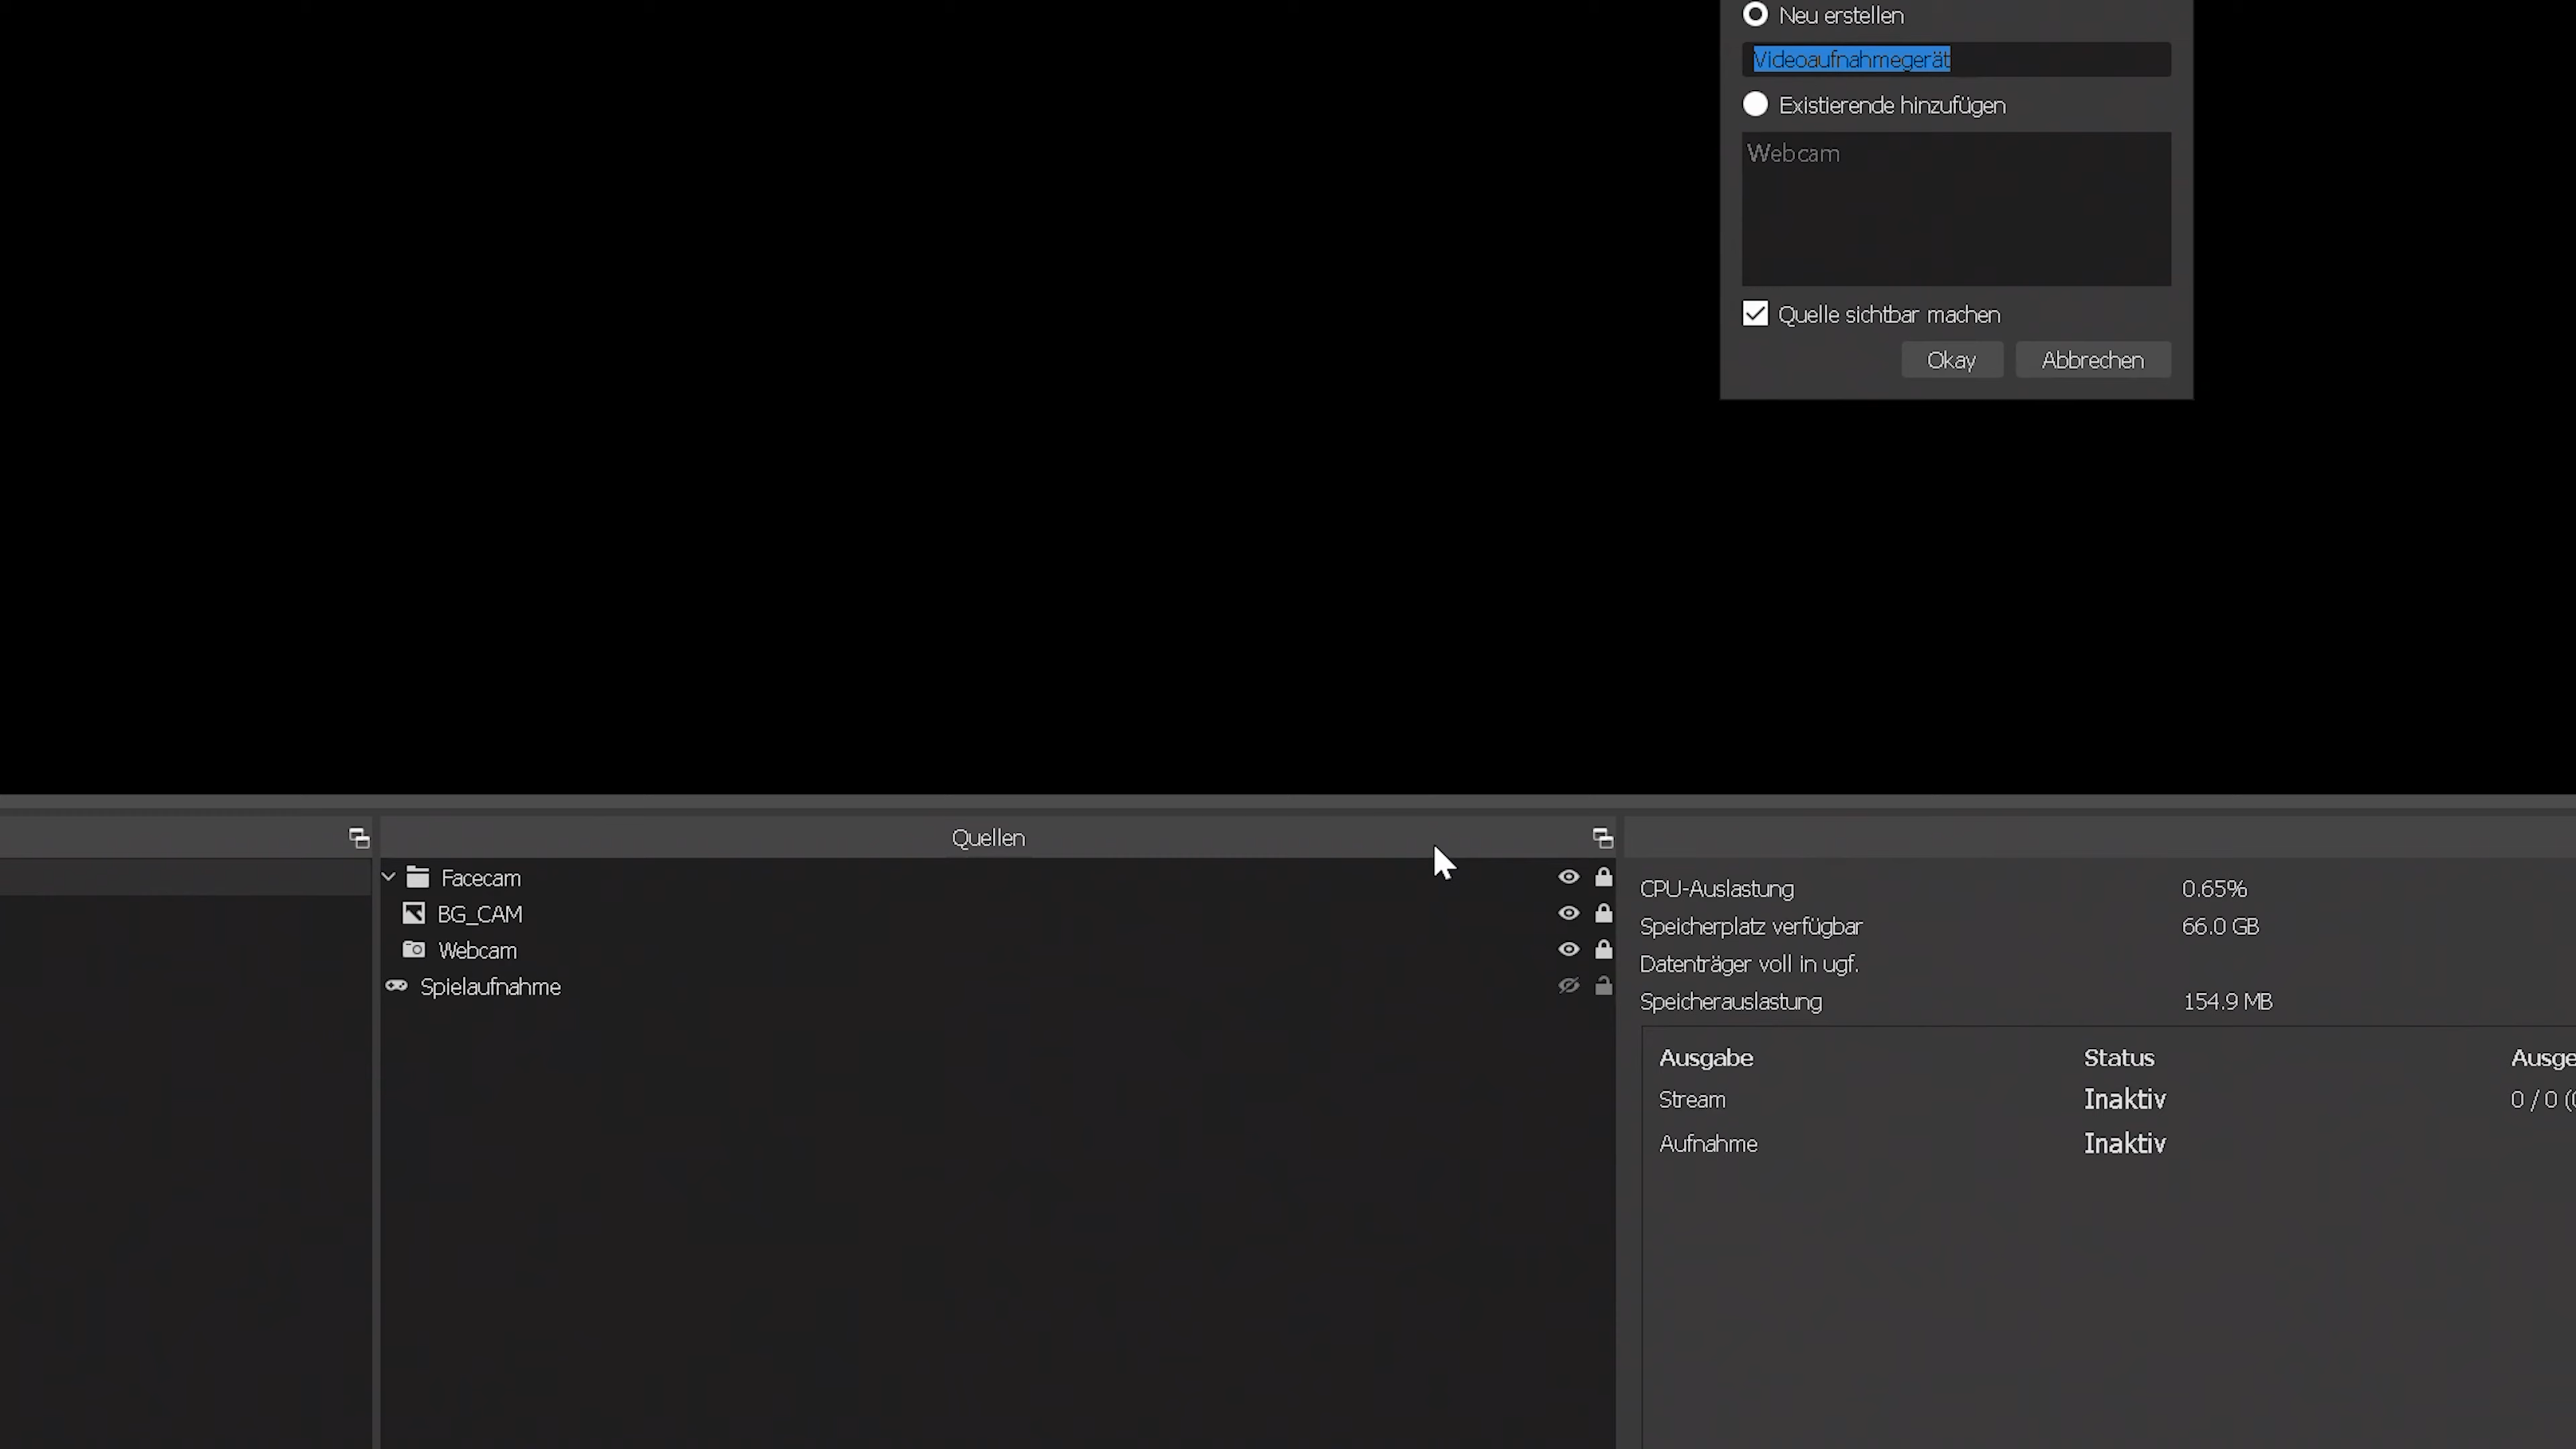 Neu erstellen
Videoaufnahmegerät
Existierende hinzufügen
Webcam
Quelle sichtbar machen
Okay Abbrechen
Quellen
Facecam
BG_CAM
Webcam
Spielaufnahme
CPU-Auslastung 0.65%
Speicherplatz verfügbar 66.0 GB
Datenträger voll in ugf.
Speicherauslastung 154.9 MB
Ausgabe Status Ausge
Stream Inaktiv 0 / 0 (
Aufnahme Inaktiv